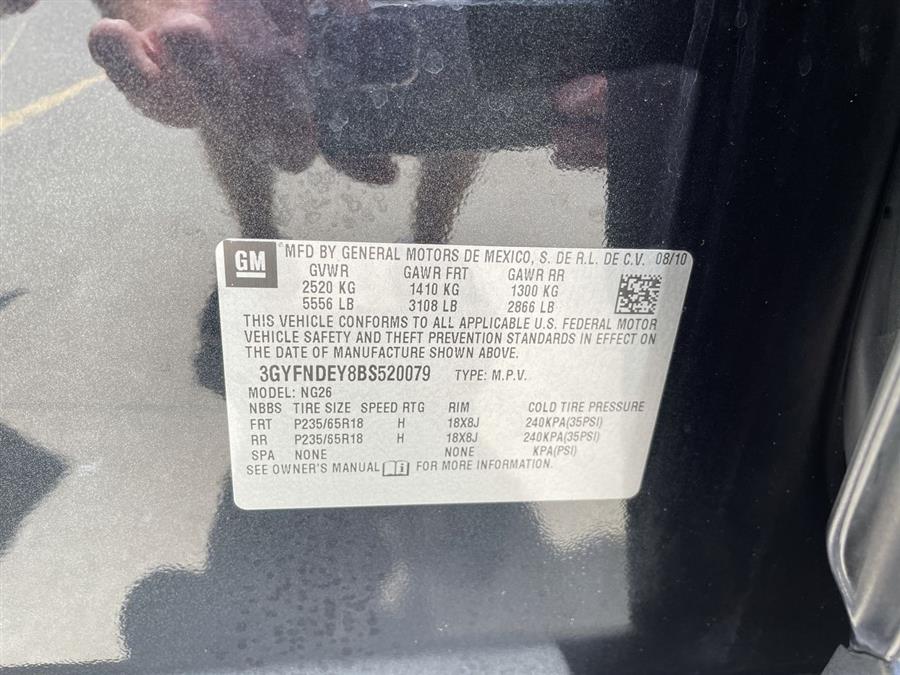 GM MFD BY GENERAL MOTORS DE MEXICO, S. DE R.L. DE C.V. 08/10
GVWR GAWR FRT GAWR RR
2520 KG 1410 KG 1300 KG
5556 LB 3108 LB 2866 LB
THIS VEHICLE CONFORMS TO ALL APPLICABLE U.S. FEDERAL MOTOR
VEHICLE SAFETY AND THEFT PREVENTION STANDARDS IN EFFECT ON
THE DATE OF MANUFACTURE SHOWN ABOVE.
3GYFNDEY8BS520079 TYPE: M.P.V.
MODEL: NG26
NBBS TIRE SIZE SPEED RTG RIM COLD TIRE PRESSURE
FRT P235/65R18 H 18X8J 240KPA(35PSI)
RR P235/65R18 H 18X8J 240KPA(35PSI)
SPA NONE NONE KPA(PSI)
SEE OWNER'S MANUAL FOR MORE INFORMATION.